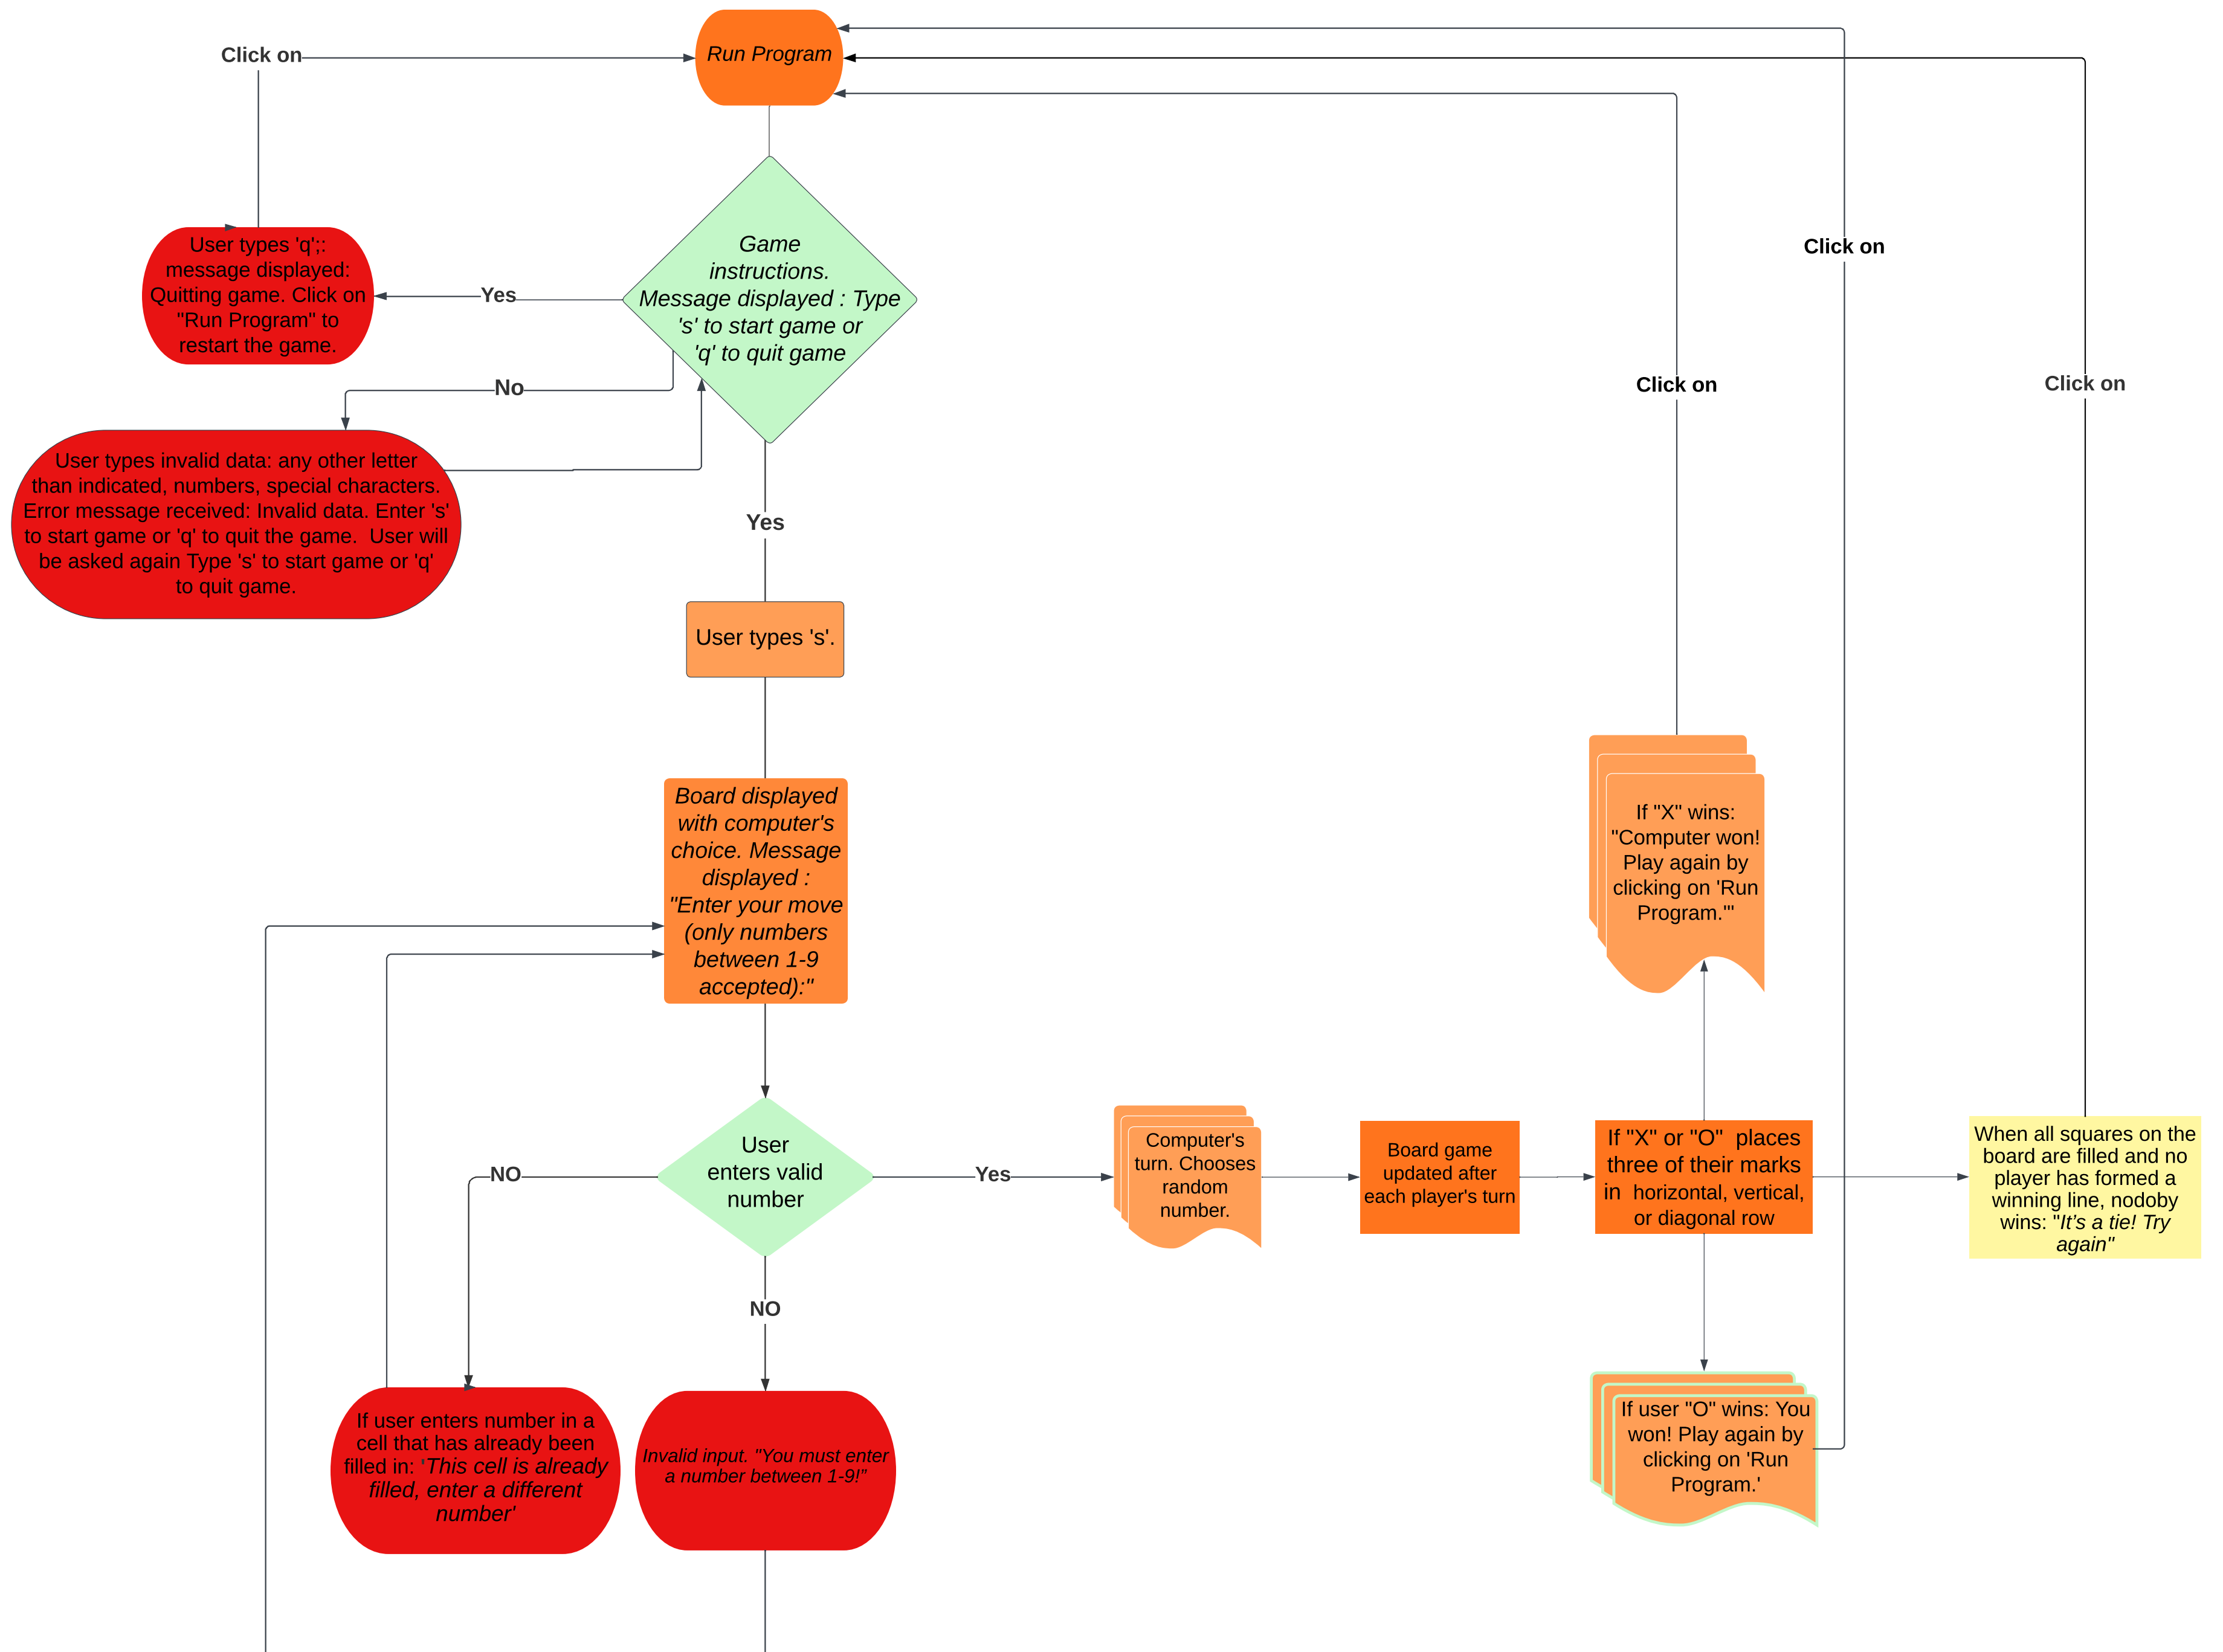 Run Program
Click on
User types 'q';:
message displayed:
Quitting game. Click on
"Run Program" to
restart the game.
Yes
Game
instructions.
Message displayed : Type
's' to start game or
'q' to quit game
Click on
Click on
Click on
No
User types invalid data: any other letter
than indicated, numbers, special characters.
Error message received: Invalid data. Enter 's'
to start game or 'q' to quit the game.  User will
be asked again Type 's' to start game or 'q'
to quit game.
Yes
User types 's'.
Board displayed
with computer's
choice. Message
displayed :
"Enter your move
(only numbers
between 1-9
accepted):"
If "X" wins:
"Computer won!
Play again by
clicking on 'Run
Program.'"
User
enters valid
number
NO
Yes
Computer's
turn. Chooses
random
number.
Board game
updated after
each player's turn
If "X" or "O"  places
three of their marks
in  horizontal, vertical,
or diagonal row
When all squares on the
board are filled and no
player has formed a
winning line, nodoby
wins: "It's a tie! Try
again"
NO
If user enters number in a
cell that has already been
filled in: 'This cell is already
filled, enter a different
number'
Invalid input. "You must enter
a number between 1-9!"
If user "O" wins: You
won! Play again by
clicking on 'Run
Program.'